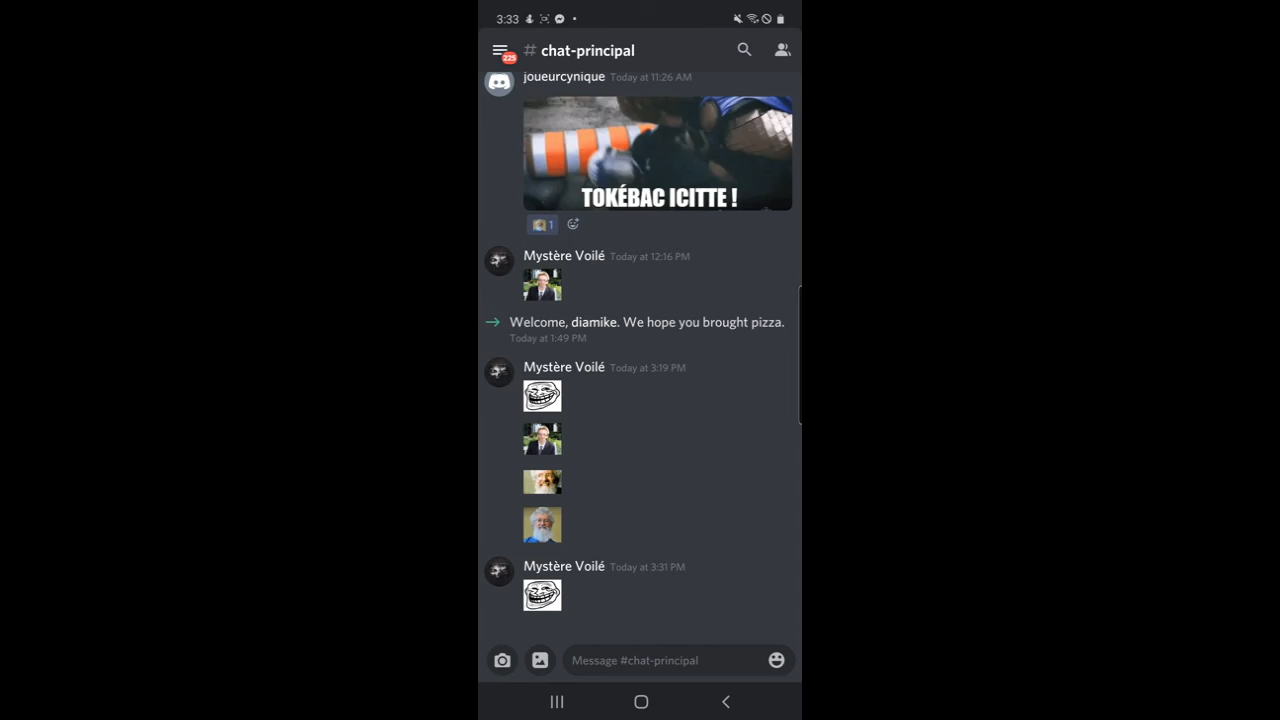 3:33
225
# chat-principal
joueurcynique Today at 11:26 AM
TOKÉBAC ICITTE !
1
Mystère Voilé Today at 12:16 PM
Welcome, diamike. We hope you brought pizza.
Today at 1:49 PM
Mystère Voilé Today at 3:19 PM
Mystère Voilé Today at 3:31 PM
Message #chat-principal